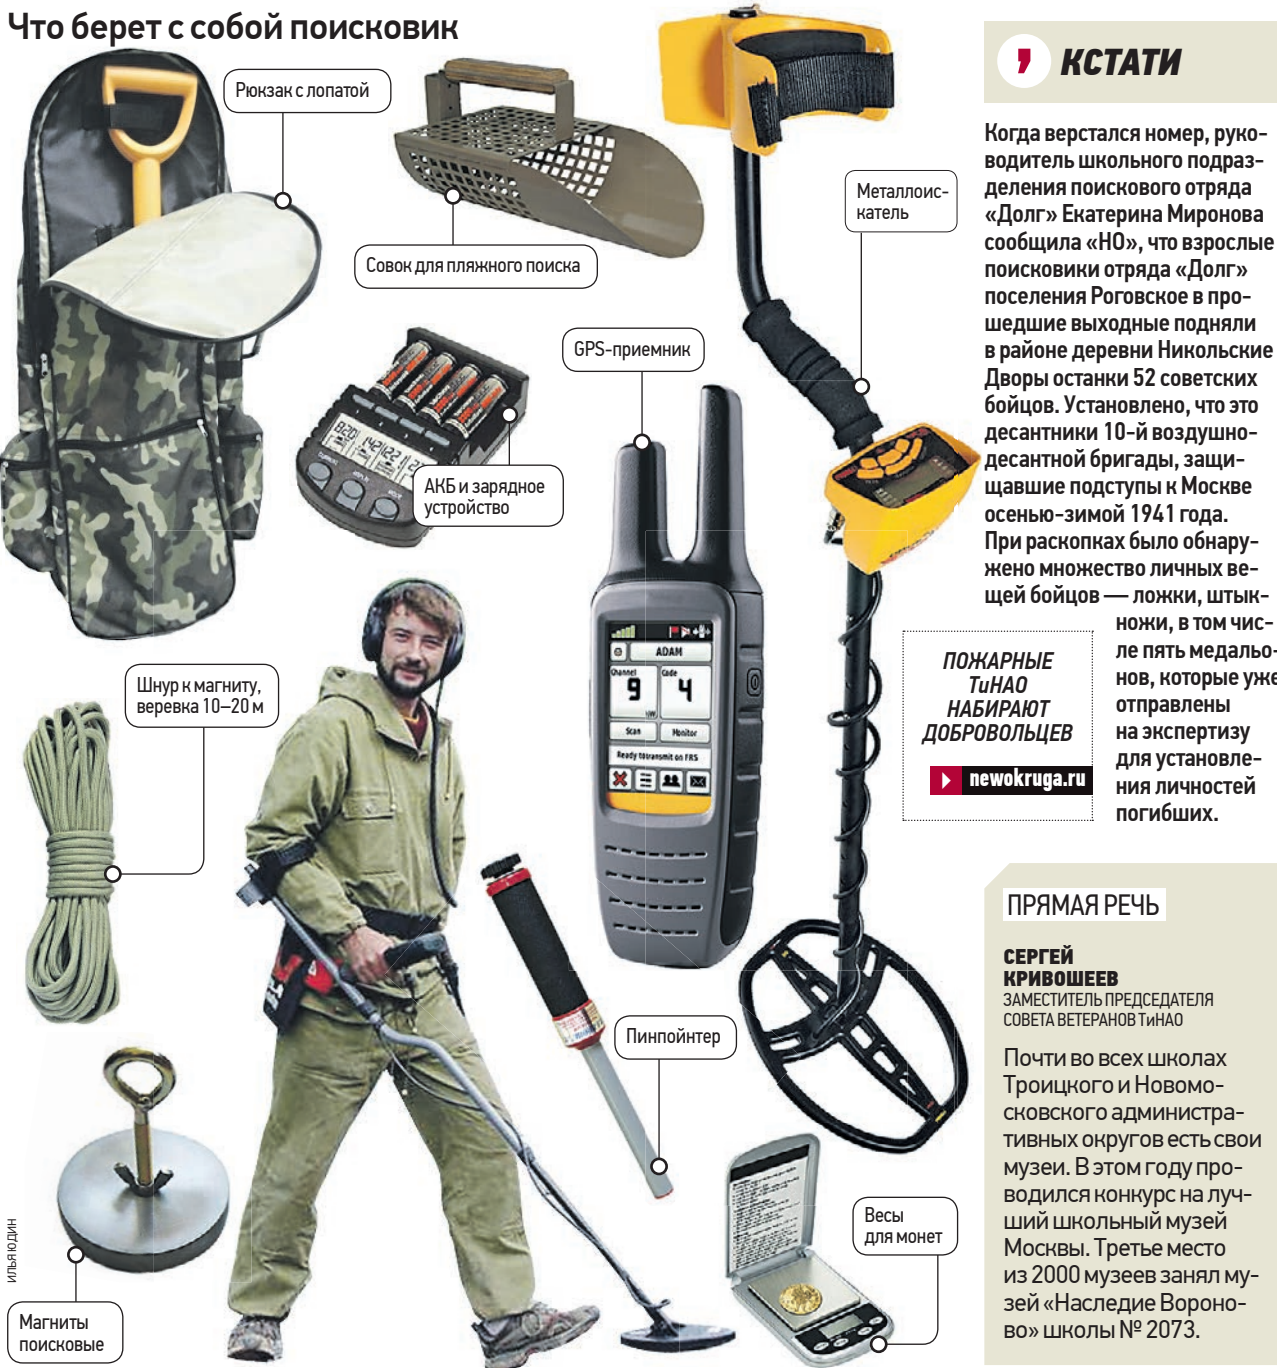 Что берет с собой поисковик
Рюкзак с лопатой
Совок для пляжного поиска
Металлоис-
катель
GPS-приемник
АКБ и зарядное
устройство
Шнур к магниту,
веревка 10–20 м
ADAM
Channel
Code
9
4
Scan
Monitor
Ready to transmit on FRS
Пинпойнтер
Весы
для монет
Магниты
поисковые
ИЛЬЯ ЮДИН
КСТАТИ
Когда верстался номер, руко-
водитель школьного подраз-
деления поискового отряда
«Долг» Екатерина Миронова
сообщила «НО», что взрослые
поисковики отряда «Долг»
поселения Роговское в про-
шедшие выходные подняли
в районе деревни Никольские
Дворы останки 52 советских
бойцов. Установлено, что это
десантники 10-й воздушно-
десантной бригады, защи-
щавшие подступы к Москве
осенью-зимой 1941 года.
При раскопках было обнару-
жено множество личных ве-
щей бойцов — ложки, штык-
ножи, в том чис-
ле пять медальо-
нов, которые уже
отправлены
на экспертизу
для установле-
ния личностей
погибших.
ПОЖАРНЫЕ
ТиНАО
НАБИРАЮТ
ДОБРОВОЛЬЦЕВ
newokruga.ru
ПРЯМАЯ РЕЧЬ
СЕРГЕЙ
КРИВОШЕЕВ
ЗАМЕСТИТЕЛЬ ПРЕДСЕДАТЕЛЯ
СОВЕТА ВЕТЕРАНОВ ТиНАО
Почти во всех школах
Троицкого и Новомо-
сковского администра-
тивных округов есть свои
музеи. В этом году про-
водился конкурс на луч-
ший школьный музей
Москвы. Третье место
из 2000 музеев занял му-
зей «Наследие Вороно-
во» школы № 2073.